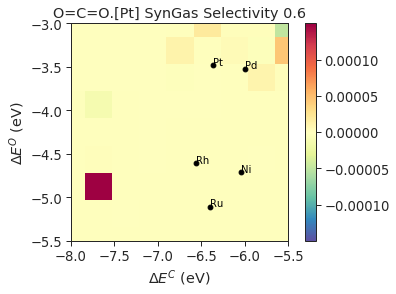 O=C=O.[Pt] SynGas Selectivity 0.6
−3.0
−3.5
−4.0
−4.5
−5.0
−5.5
ΔE^O (eV)
Pt
Pd
Rh
Ni
Ru
−8.0 −7.5 −7.0 −6.5 −6.0 −5.5
ΔE^C (eV)
0.00010
0.00005
0.00000
−0.00005
−0.00010